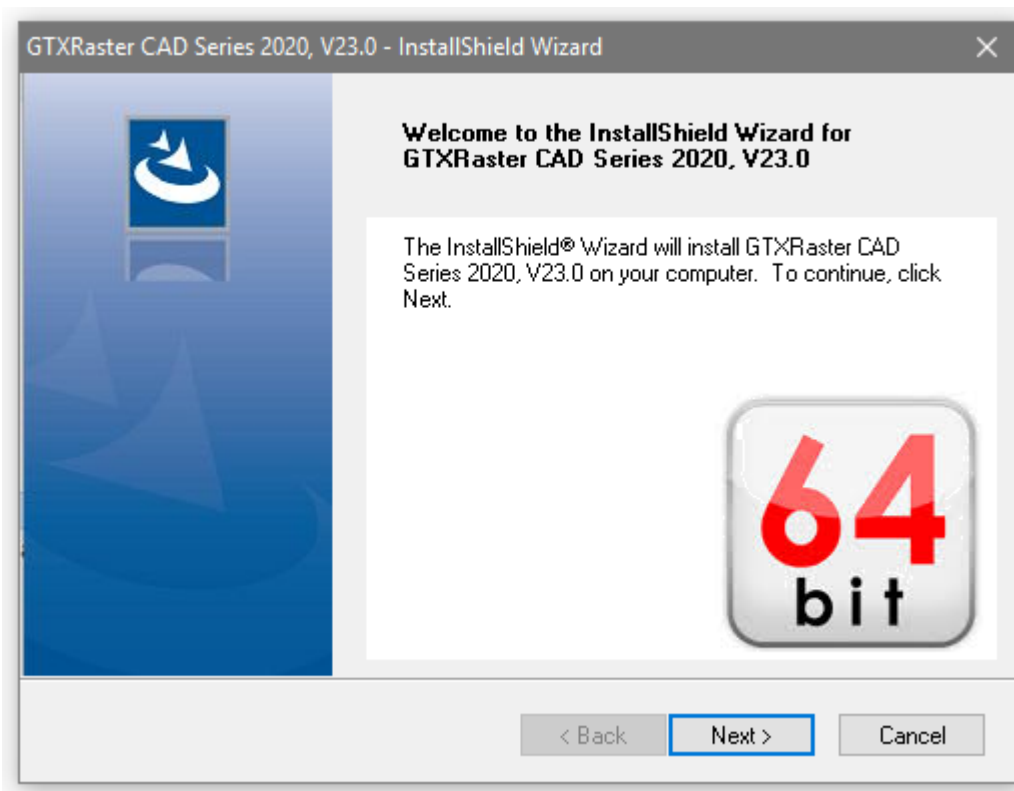 GTXRaster CAD Series 2020, V23.0 - InstallShield Wizard
Welcome to the InstallShield Wizard for
GTXRaster CAD Series 2020, V23.0
The InstallShield® Wizard will install GTXRaster CAD
Series 2020, V23.0 on your computer. To continue, click
Next.
64
bit
< Back Next > Cancel